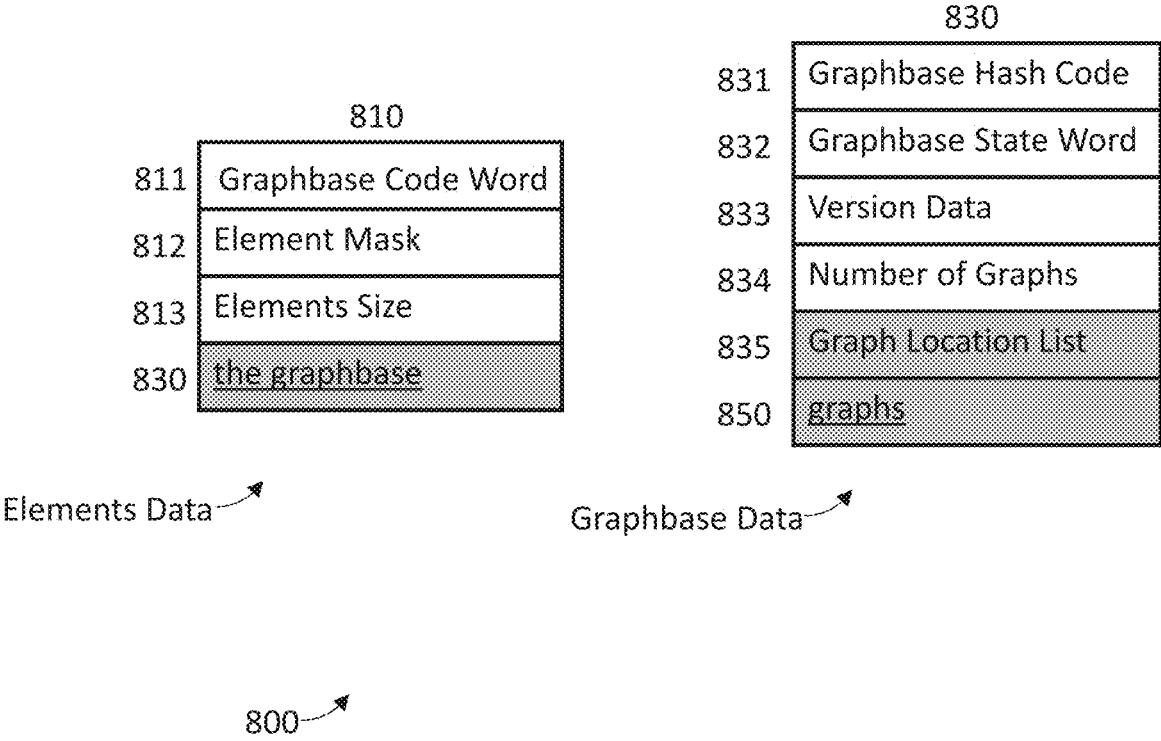 810
811 Graphbase Code Word
812 Element Mask
813 Elements Size
830 the graphbase
Elements Data
830
831 Graphbase Hash Code
832 Graphbase State Word
833 Version Data
834 Number of Graphs
835 Graph Location List
850 graphs
Graphbase Data
800